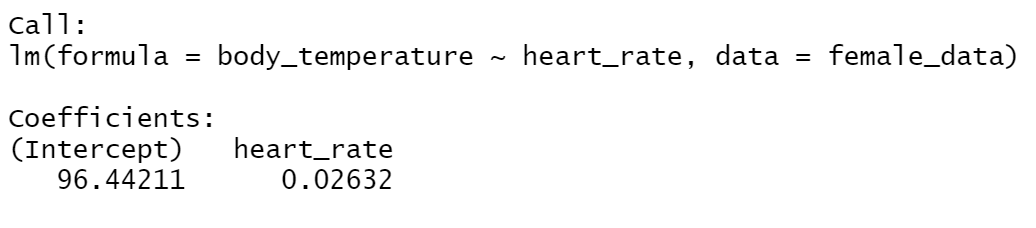 Call:
lm(formula = body_temperature ~ heart_rate, data = female_data)
Coefficients:
(Intercept)   heart_rate
96.44211      0.02632